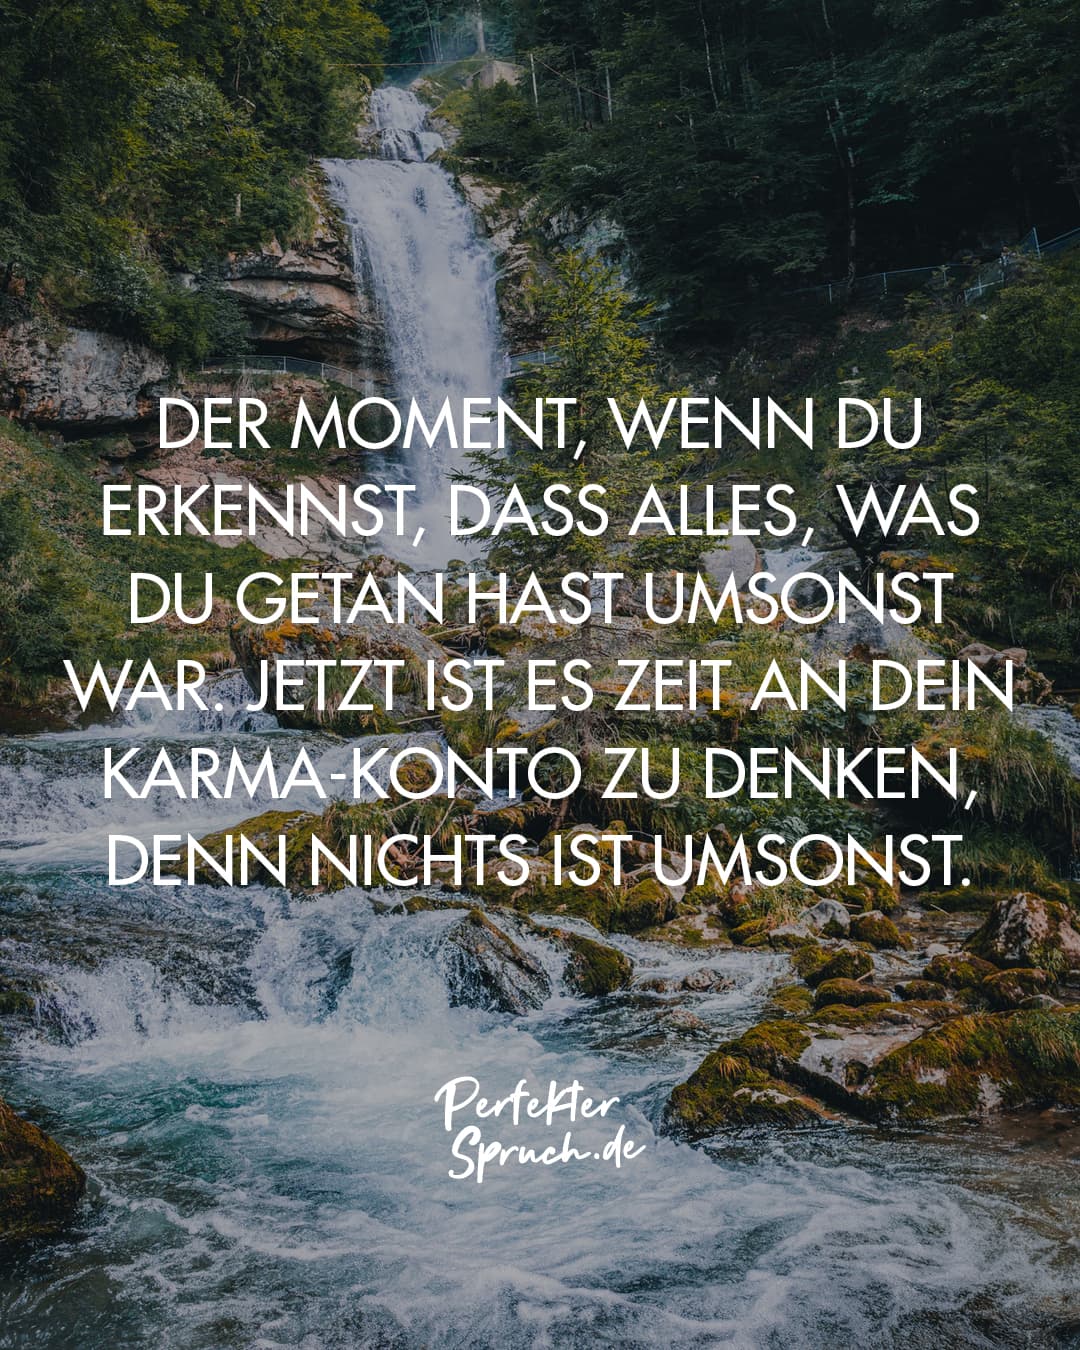 DER MOMENT, WENN DU
ERKENNST, DASS ALLES, WAS
DU GETAN HAST UMSONST
WAR. JETZT IST ES ZEIT AN DEIN
KARMA-KONTO ZU DENKEN,
DENN NICHTS IST UMSONST.
Perfekter
Spruch.de